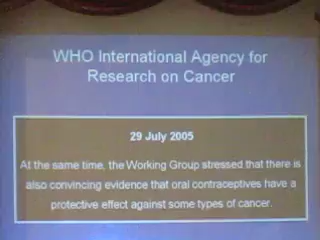 WHO International Agency for
Research on Cancer
29 July 2005
At the same time, the Working Group stressed that there is
also convincing evidence that oral contraceptives have a
protective effect against some types of cancer.